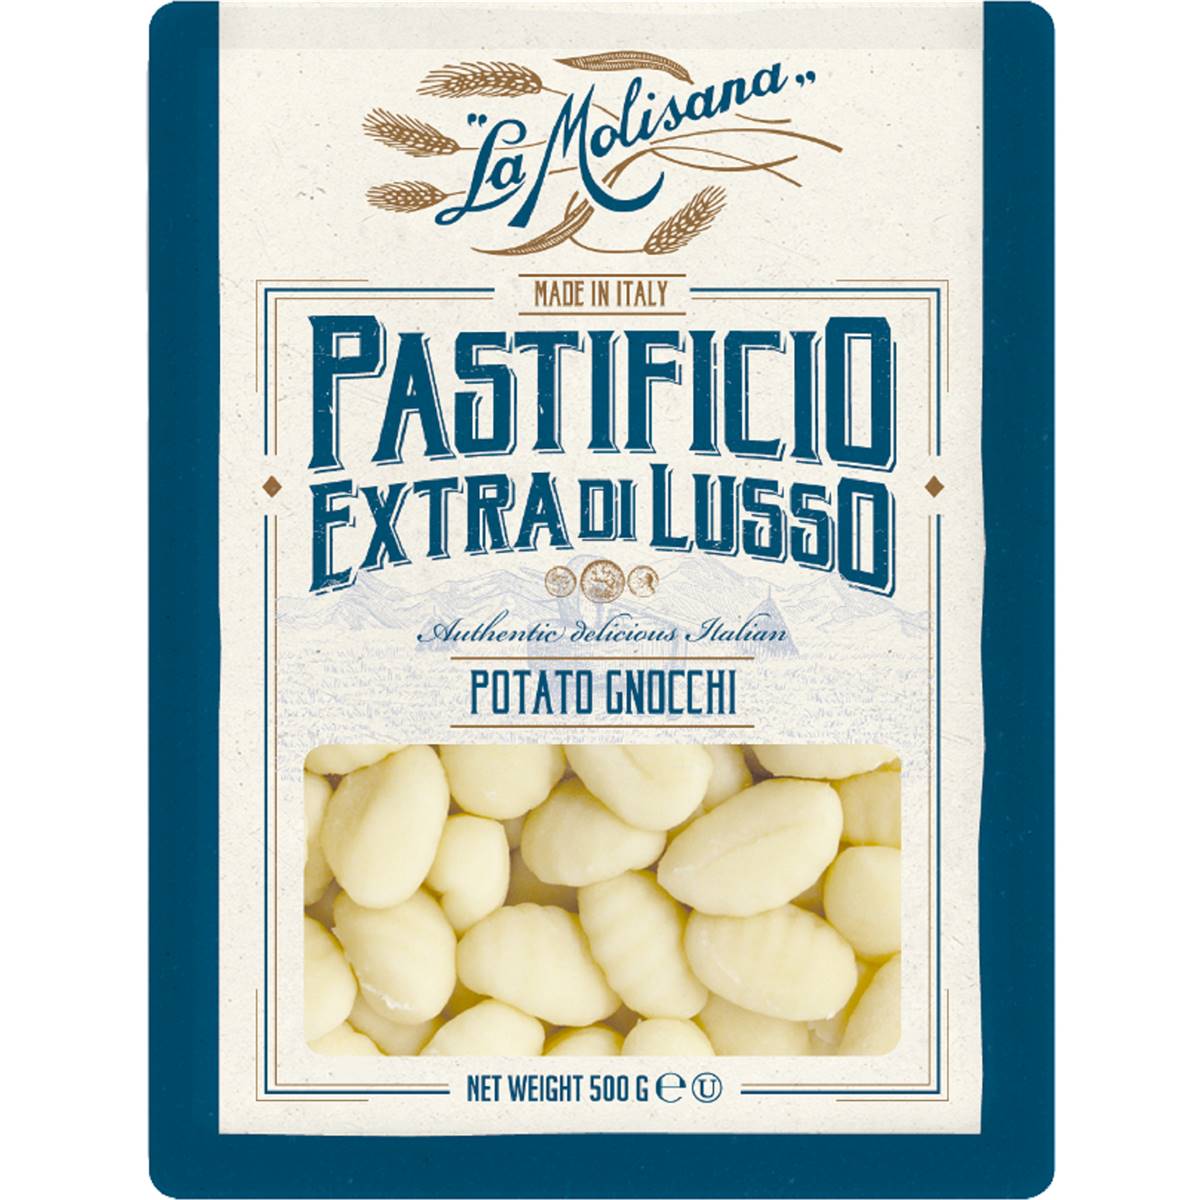 "La Molisana"
MADE IN ITALY
PASTIFICIO
EXTRA DI LUSSO
Authentic delicious Italian
POTATO GNOCCHI
NET WEIGHT 500 G ℮ Ⓤ